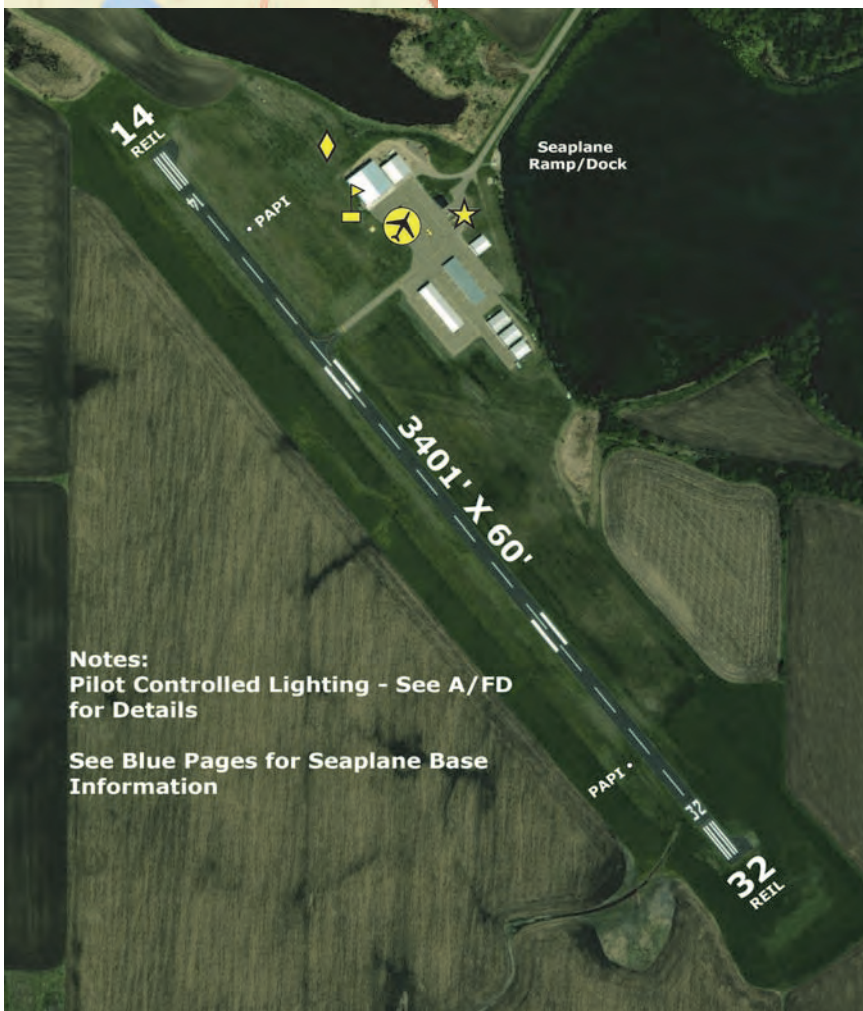 14
REIL
14
PAPI
Seaplane
Ramp/Dock
3401' X 60'
Notes:
Pilot Controlled Lighting - See A/FD
for Details
See Blue Pages for Seaplane Base
Information
PAPI
32
32
REIL